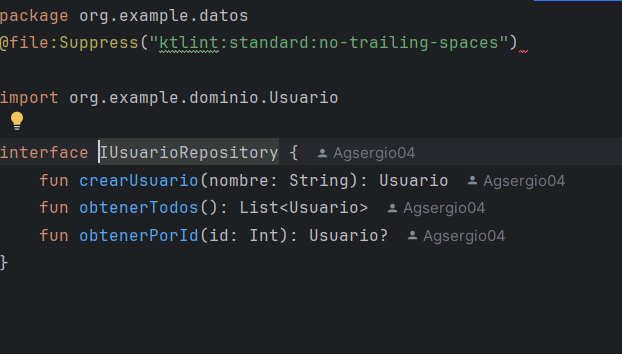 package org.example.datos
@file:Suppress("ktlint:standard:no-trailing-spaces")
import org.example.dominio.Usuario
interface IUsuarioRepository { Agsergio04
fun crearUsuario(nombre: String): Usuario Agsergio04
fun obtenerTodos(): List<Usuario> Agsergio04
fun obtenerPorId(id: Int): Usuario? Agsergio04
}